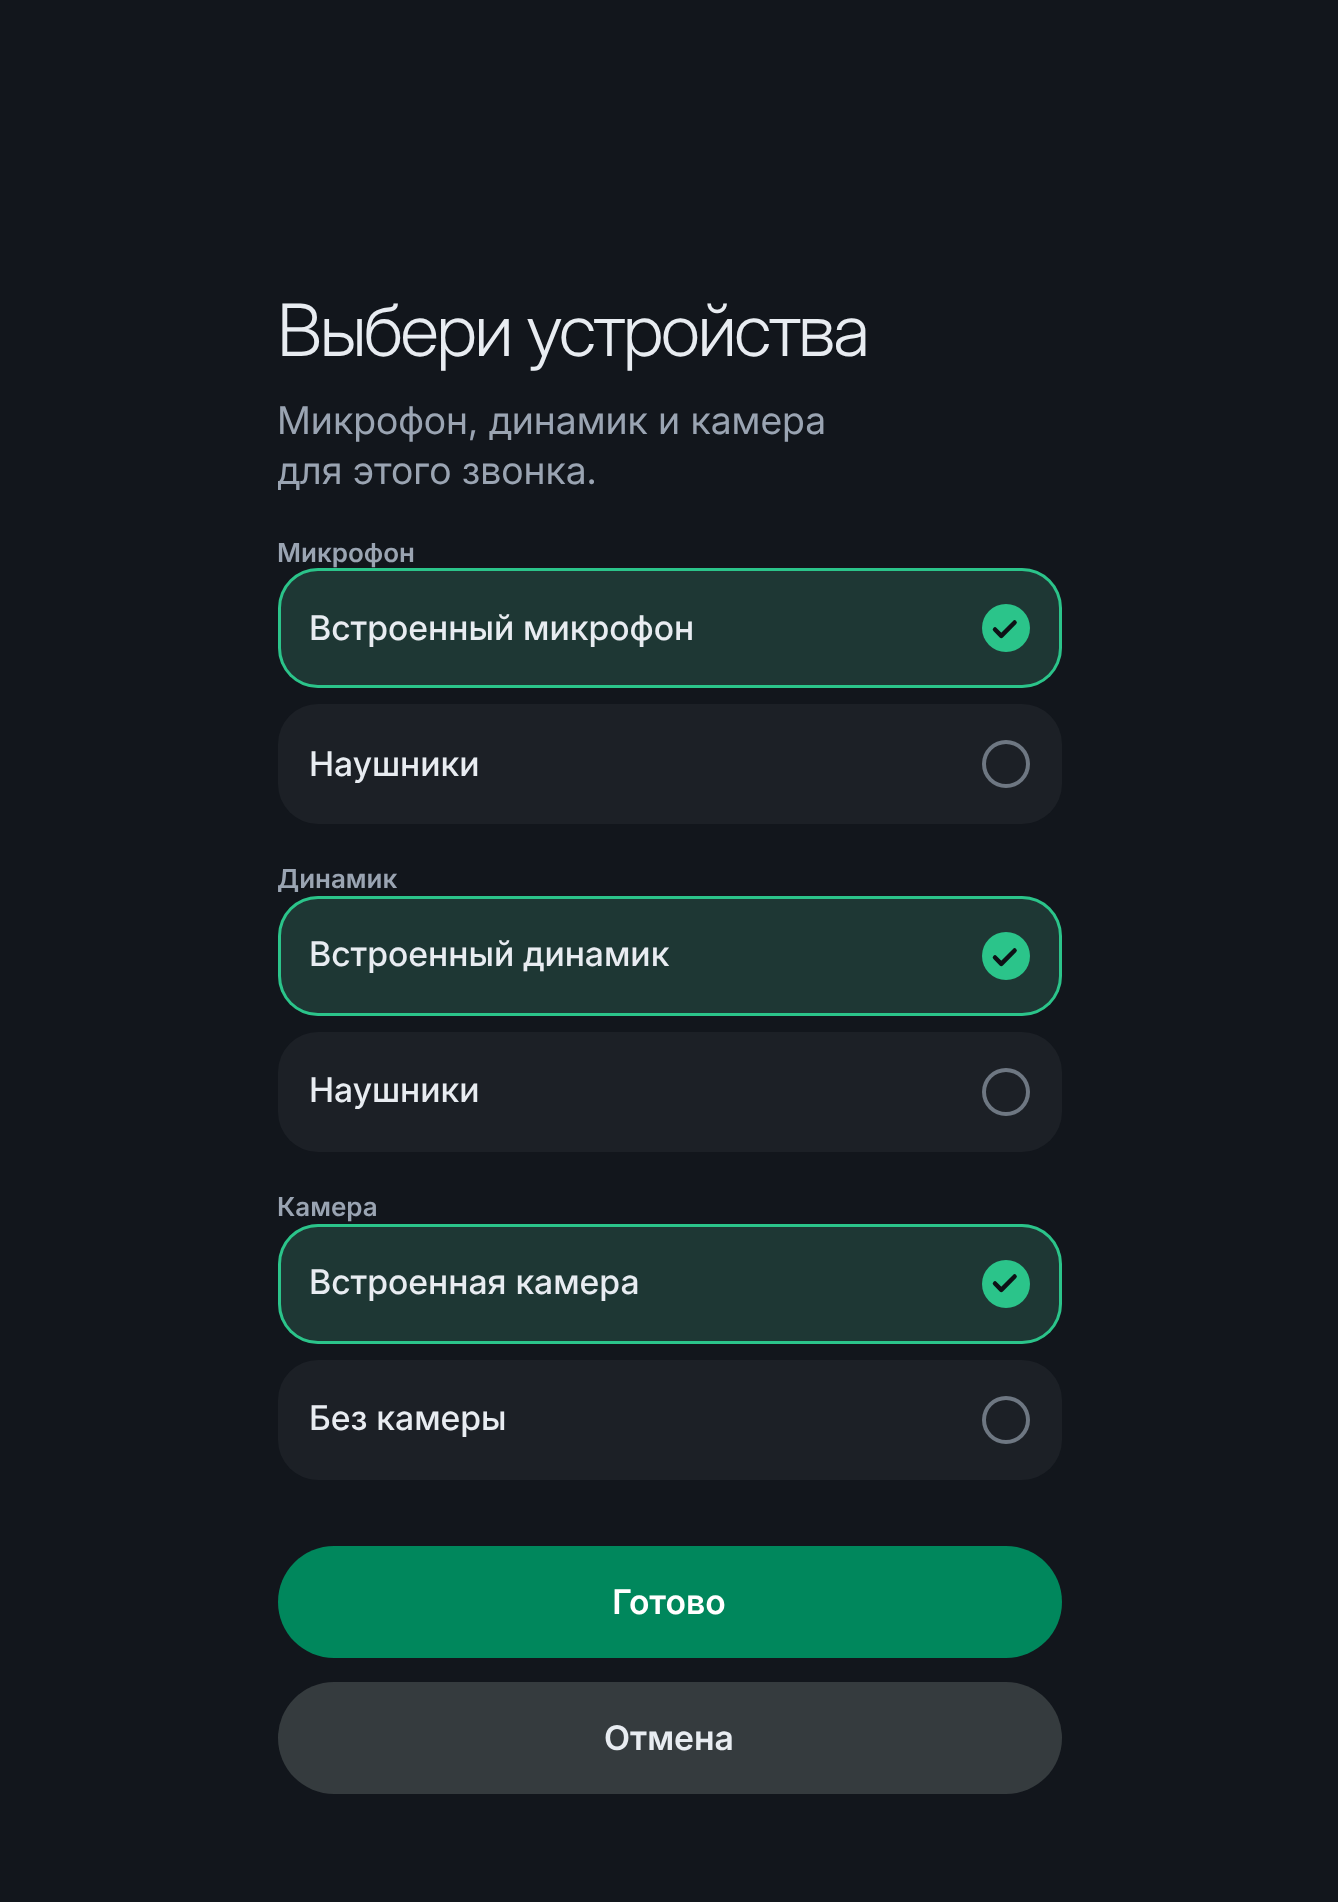 Выбери устройства
Микрофон, динамик и камера
для этого звонка.
Микрофон
Встроенный микрофон
Наушники
Динамик
Встроенный динамик
Наушники
Камера
Встроенная камера
Без камеры
Готово
Отмена